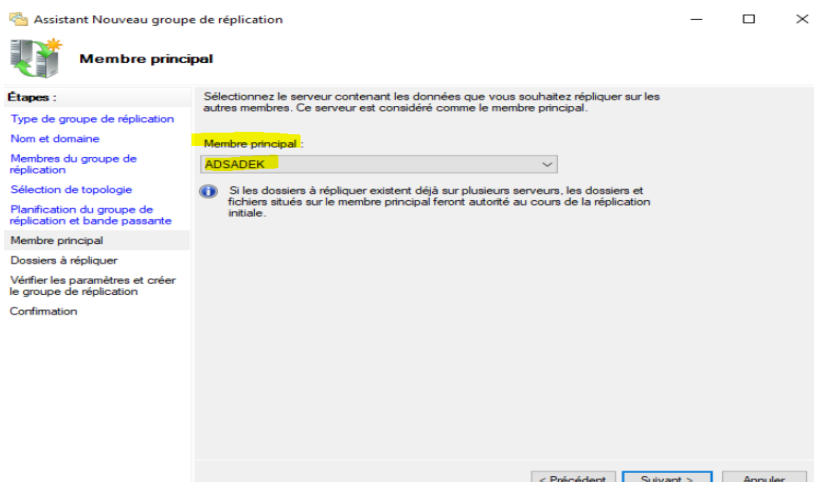 Assistant Nouveau groupe de réplication
Membre principal
Étapes :
Type de groupe de réplication
Nom et domaine
Membres du groupe de
réplication
Sélection de topologie
Planification du groupe de
réplication et bande passante
Membre principal
Dossiers à répliquer
Vérifier les paramètres et créer
le groupe de réplication
Confirmation
Sélectionnez le serveur contenant les données que vous souhaitez répliquer sur les
autres membres. Ce serveur est considéré comme le membre principal.
Membre principal :
ADSADEK
Si les dossiers à répliquer existent déjà sur plusieurs serveurs, les dossiers et
fichiers situés sur le membre principal feront autorité au cours de la réplication
initiale.
< Précédent
Suivant >
Annuler